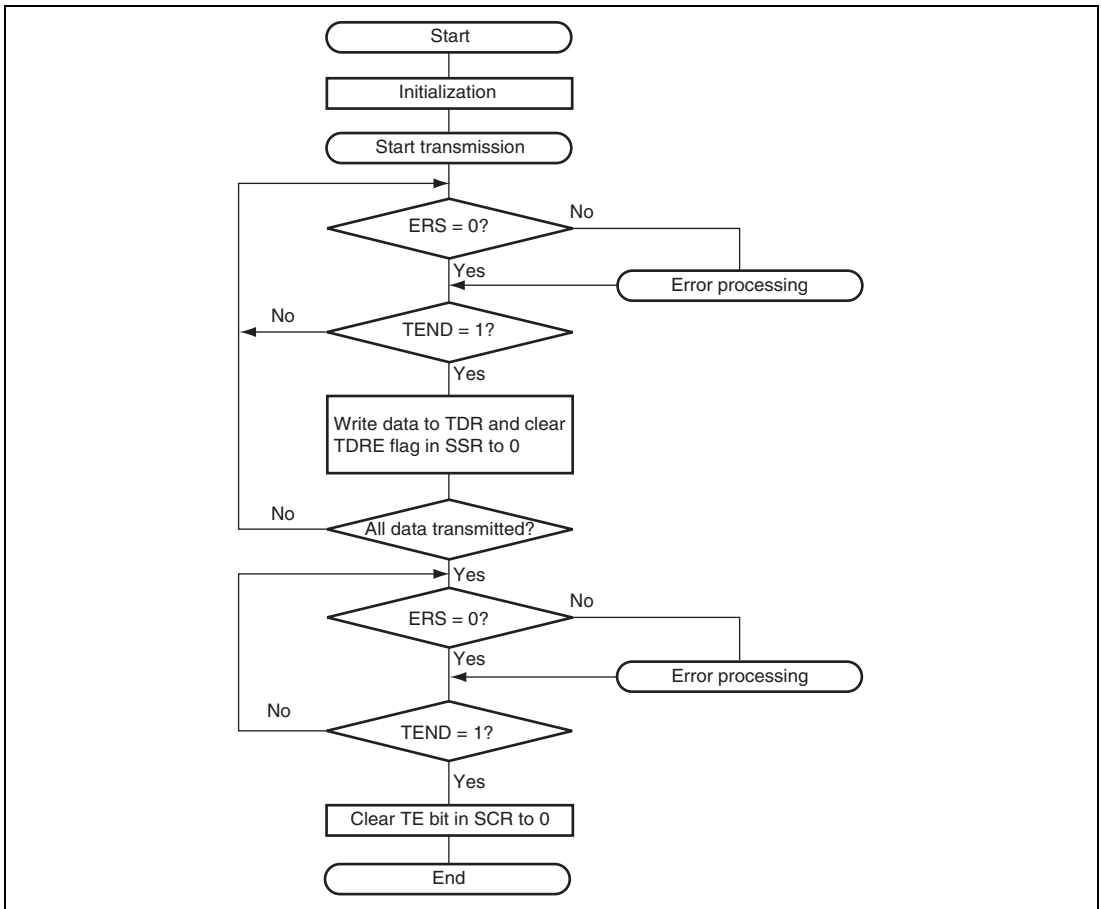 Start
Initialization
Start transmission
ERS = 0?
No
Yes
Error processing
No
TEND = 1?
Yes
Write data to TDR and clear
TDRE flag in SSR to 0
No
All data transmitted?
Yes
ERS = 0?
No
Yes
Error processing
No
TEND = 1?
Yes
Clear TE bit in SCR to 0
End